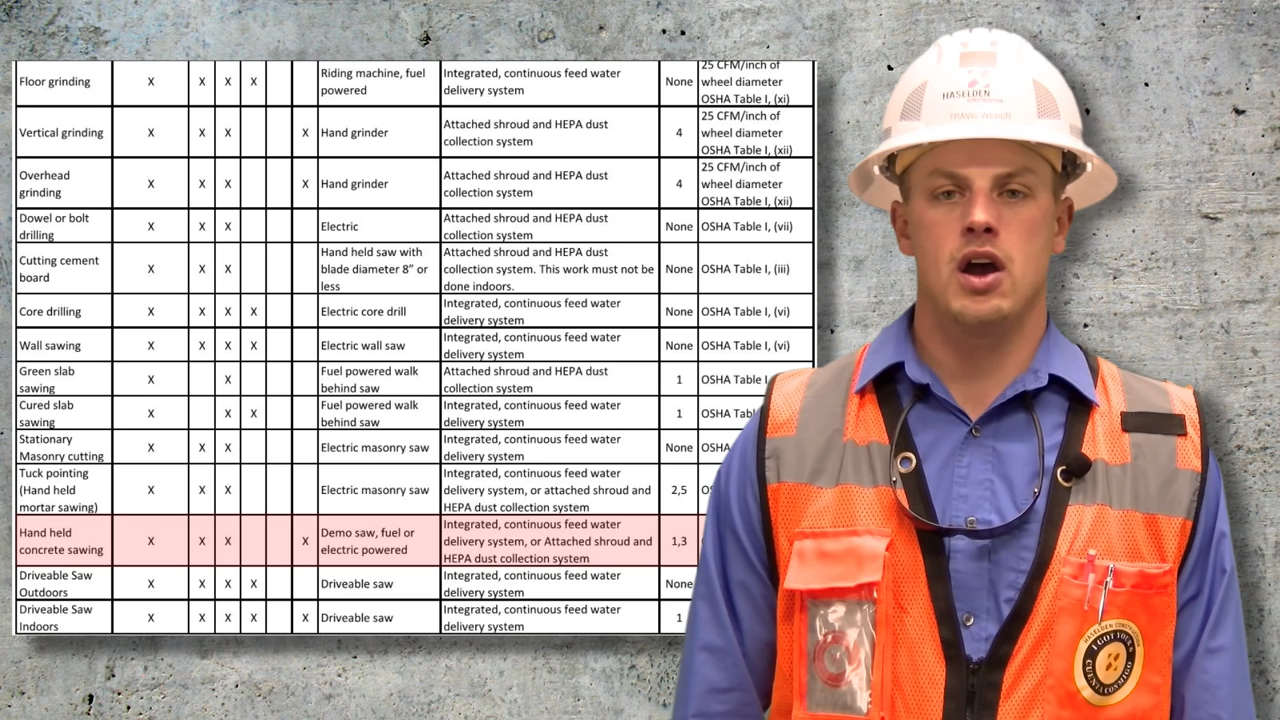 Floor grinding X X X X Riding machine, fuel powered Integrated, continuous feed water delivery system None 25 CFM/inch of wheel diameter OSHA Table I, (xi)
Vertical grinding X X X X Hand grinder Attached shroud and HEPA dust collection system 4 25 CFM/inch of wheel diameter OSHA Table I, (xii)
Overhead grinding X X X X Hand grinder Attached shroud and HEPA dust collection system 4 25 CFM/inch of wheel diameter OSHA Table I, (xii)
Dowel or bolt drilling X X X Electric Attached shroud and HEPA dust collection system None OSHA Table I, (vii)
Cutting cement board X X X Hand held saw with blade diameter 8" or less Attached shroud and HEPA dust collection system. This work must not be done indoors. None OSHA Table I, (iii)
Core drilling X X X X Electric core drill Integrated, continuous feed water delivery system None OSHA Table I, (vi)
Wall sawing X X X X Electric wall saw Integrated, continuous feed water delivery system None OSHA Table I, (vi)
Green slab sawing X X Fuel powered walk behind saw Attached shroud and HEPA dust collection system 1 OSHA Table I,
Cured slab sawing X X X Fuel powered walk behind saw Integrated, continuous feed water delivery system 1 OSHA
Stationary Masonry cutting X X X Electric masonry saw Integrated, continuous feed water delivery system None OSHA
Tuck pointing (Hand held mortar sawing) X X X Electric masonry saw Integrated, continuous feed water delivery system, or attached shroud and HEPA dust collection system 2,5
Hand held concrete sawing X X X X Demo saw, fuel or electric powered Integrated, continuous feed water delivery system, or Attached shroud and HEPA dust collection system 1,3
Driveable Saw Outdoors X X X X Driveable saw Integrated, continuous feed water delivery system None
Driveable Saw Indoors X X X X Driveable saw Integrated, continuous feed water delivery system 1
HASELDEN
CONSTRUCTION
TRAVIS WEBER
HASELDEN CONSTRUCTION
I GOT YOUR 6
CUENTA CONMIGO